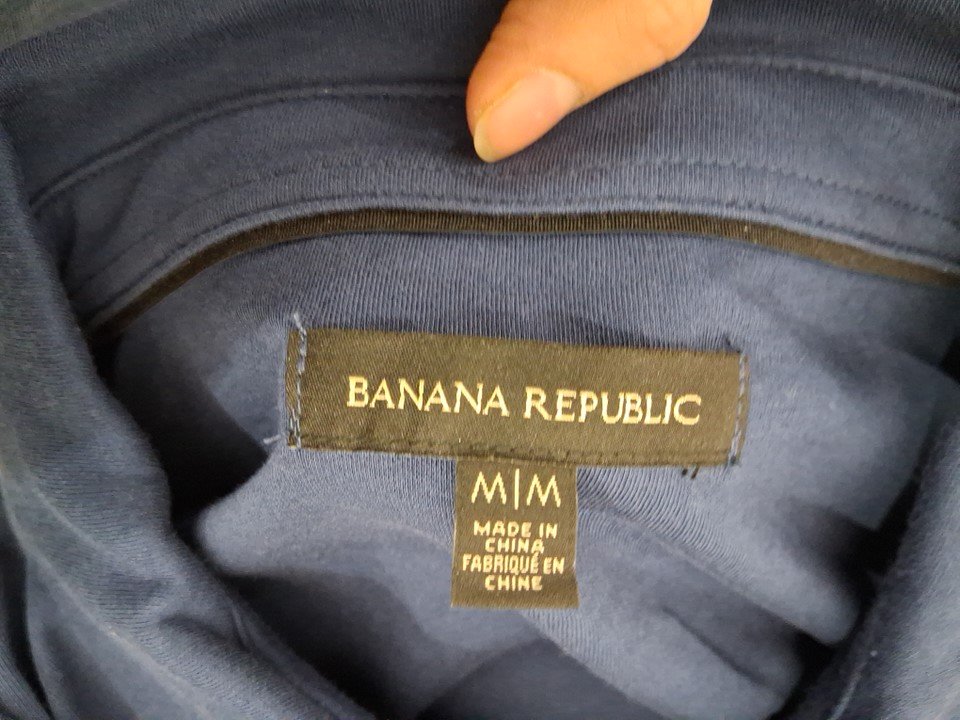 BANANA REPUBLIC
M|M
MADE IN
CHINA
FABRIQUÉ EN
CHINE